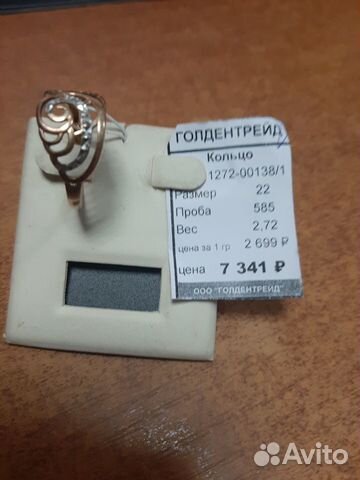 ГОЛДЕНТРЕЙД
Кольцо
1272-00138/1
Размер 22
Проба 585
Вес 2,72
цена за 1 гр 2 699 ₽
цена 7 341 ₽
ООО "ГОЛДЕНТРЕЙД"
Avito